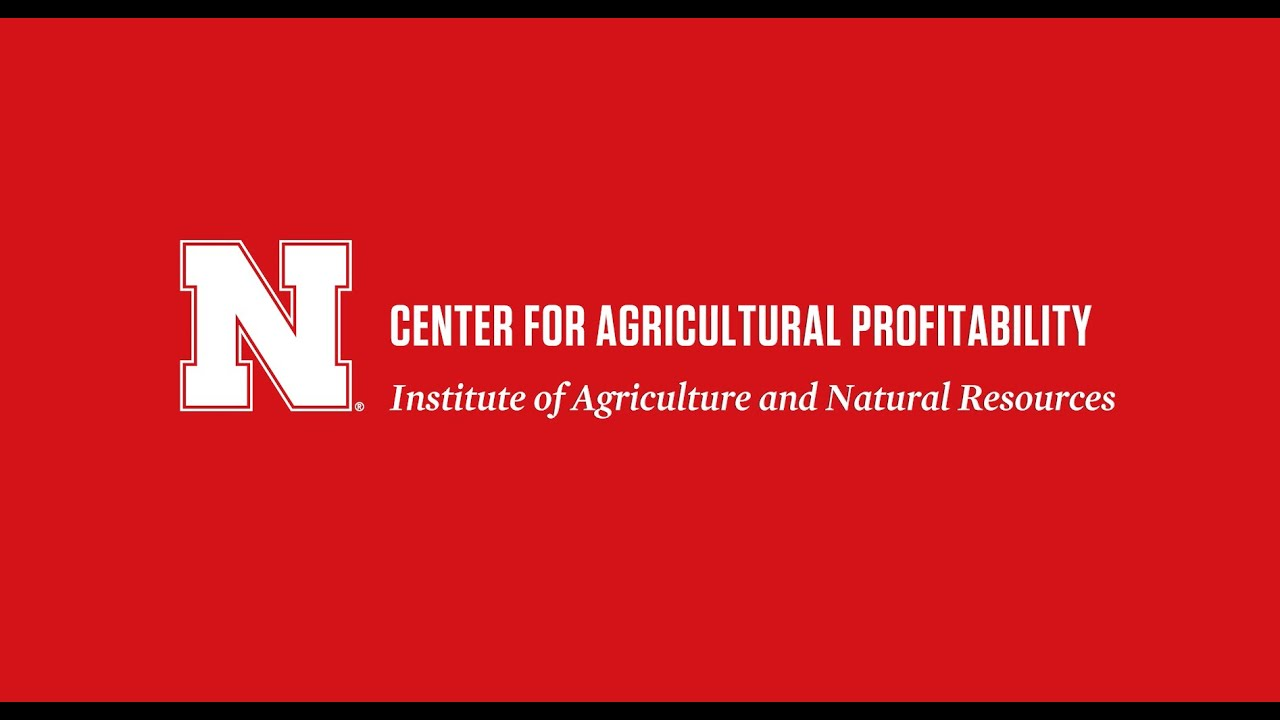 N®
CENTER FOR AGRICULTURAL PROFITABILITY
Institute of Agriculture and Natural Resources